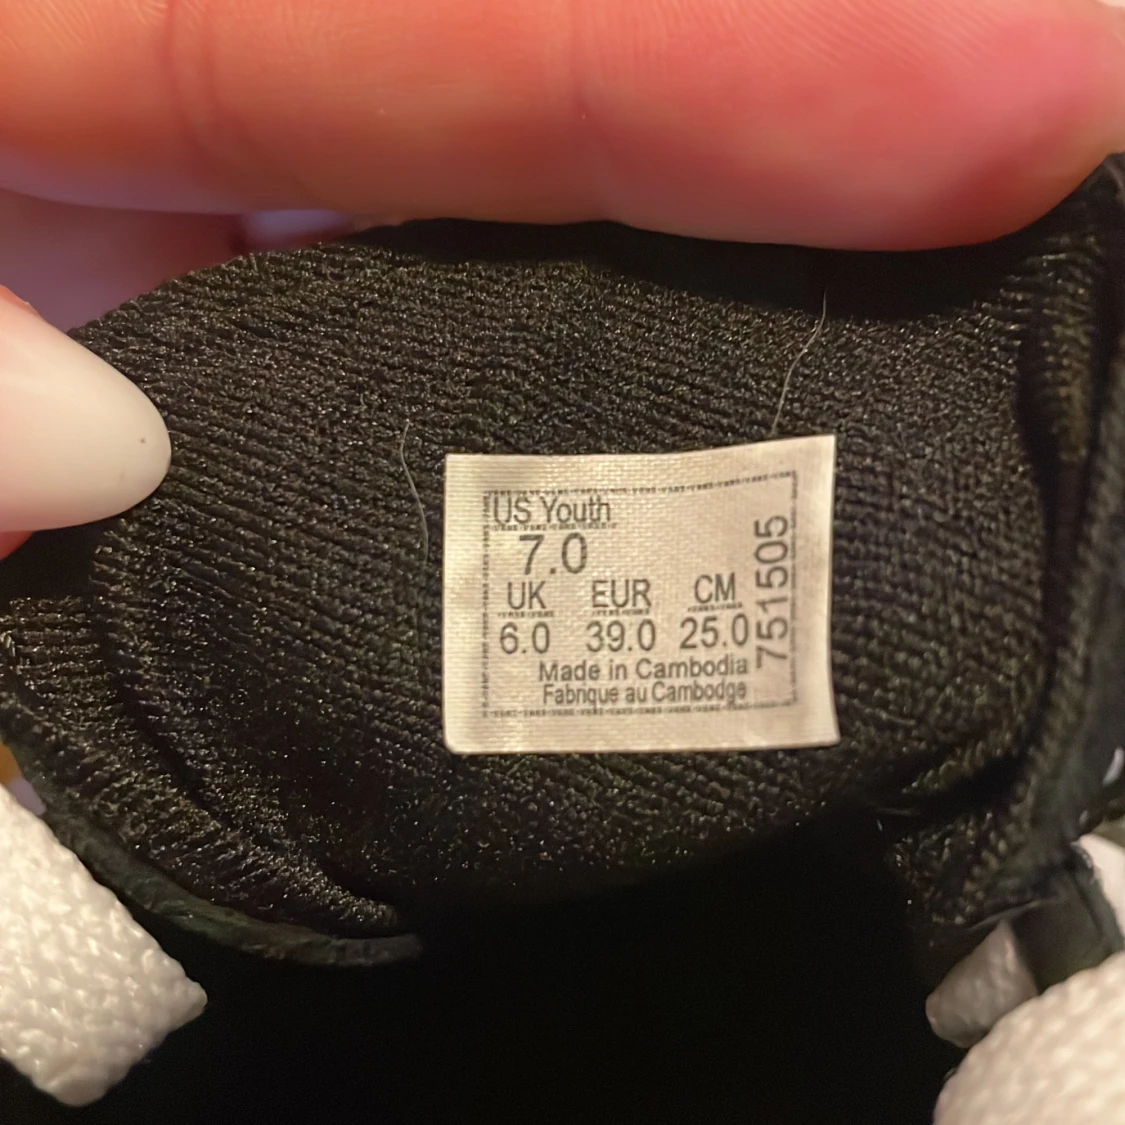 US Youth
7.0
UK EUR CM
6.0 39.0 25.0
Made in Cambodia
Fabrique au Cambodge
751505